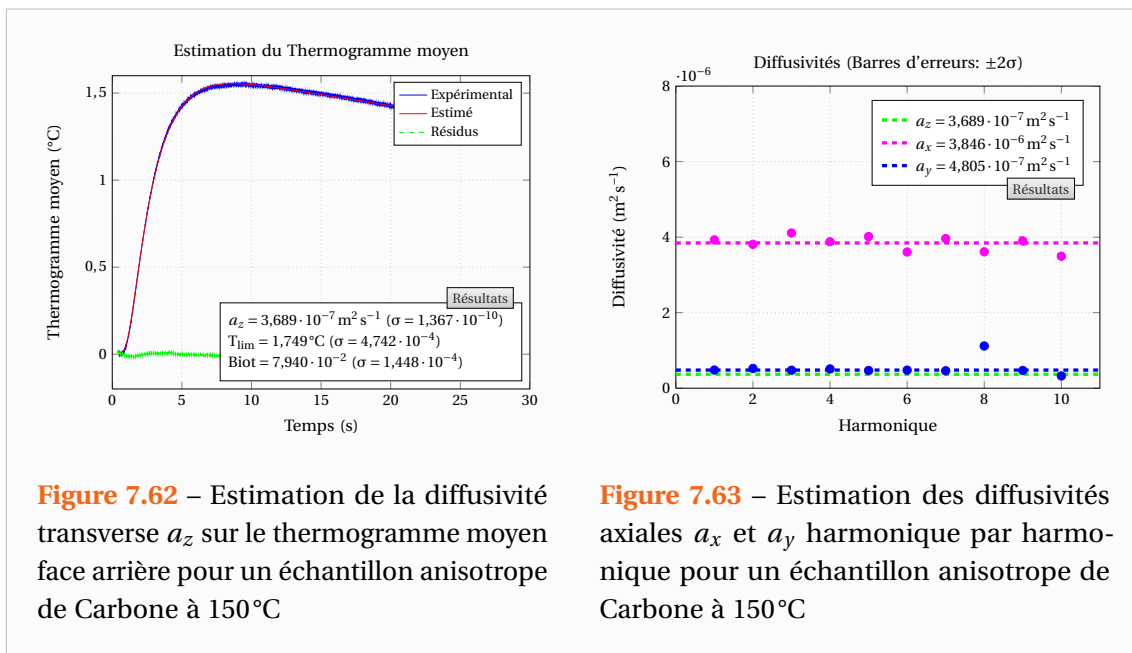 Estimation du Thermogramme moyen
Thermogramme moyen (°C)
1,5
1
0,5
0
Expérimental
Estimé
Résidus
Résultats
a_z = 3,689·10⁻⁷ m² s⁻¹ (σ = 1,367·10⁻¹⁰)
T_lim = 1,749 °C (σ = 4,742·10⁻⁴)
Biot = 7,940·10⁻² (σ = 1,448·10⁻⁴)
0 5 10 15 20 25 30
Temps (s)
Figure 7.62 – Estimation de la diffusivité
transverse a_z sur le thermogramme moyen
face arrière pour un échantillon anisotrope
de Carbone à 150°C
Diffusivités (Barres d'erreurs: ±2σ)
·10⁻⁶
Diffusivité (m² s⁻¹)
8
6
4
2
0
a_z = 3,689·10⁻⁷ m² s⁻¹
a_x = 3,846·10⁻⁶ m² s⁻¹
a_y = 4,805·10⁻⁷ m² s⁻¹
Résultats
0 2 4 6 8 10
Harmonique
Figure 7.63 – Estimation des diffusivités
axiales a_x et a_y harmonique par harmo-
nique pour un échantillon anisotrope de
Carbone à 150°C